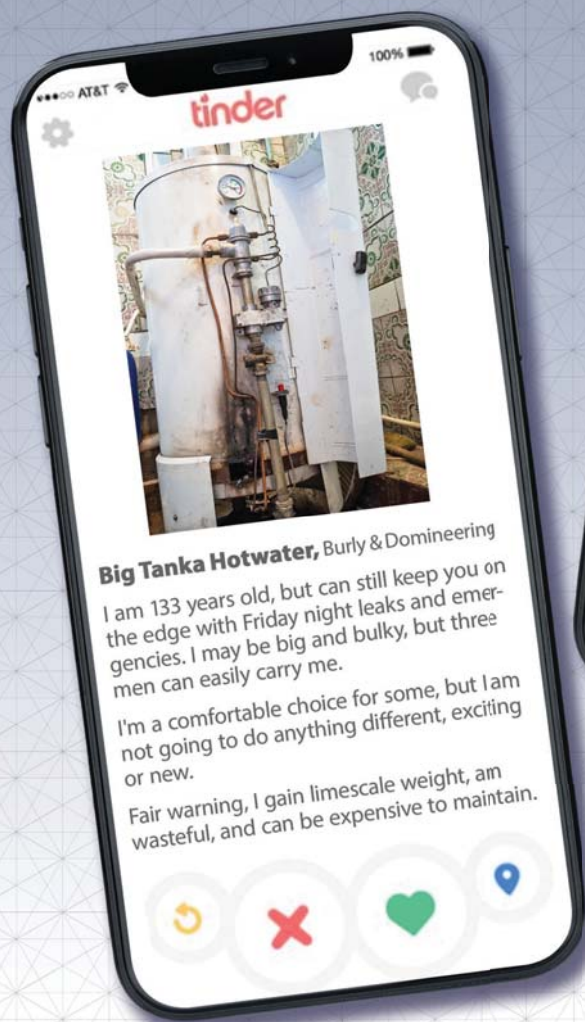 AT&T
100%
tinder
Big Tanka Hotwater, Burly & Domineering
I am 133 years old, but can still keep you on
the edge with Friday night leaks and emer-
gencies. I may be big and bulky, but three
men can easily carry me.
I'm a comfortable choice for some, but I am
not going to do anything different, exciting
or new.
Fair warning, I gain limescale weight, am
wasteful, and can be expensive to maintain.